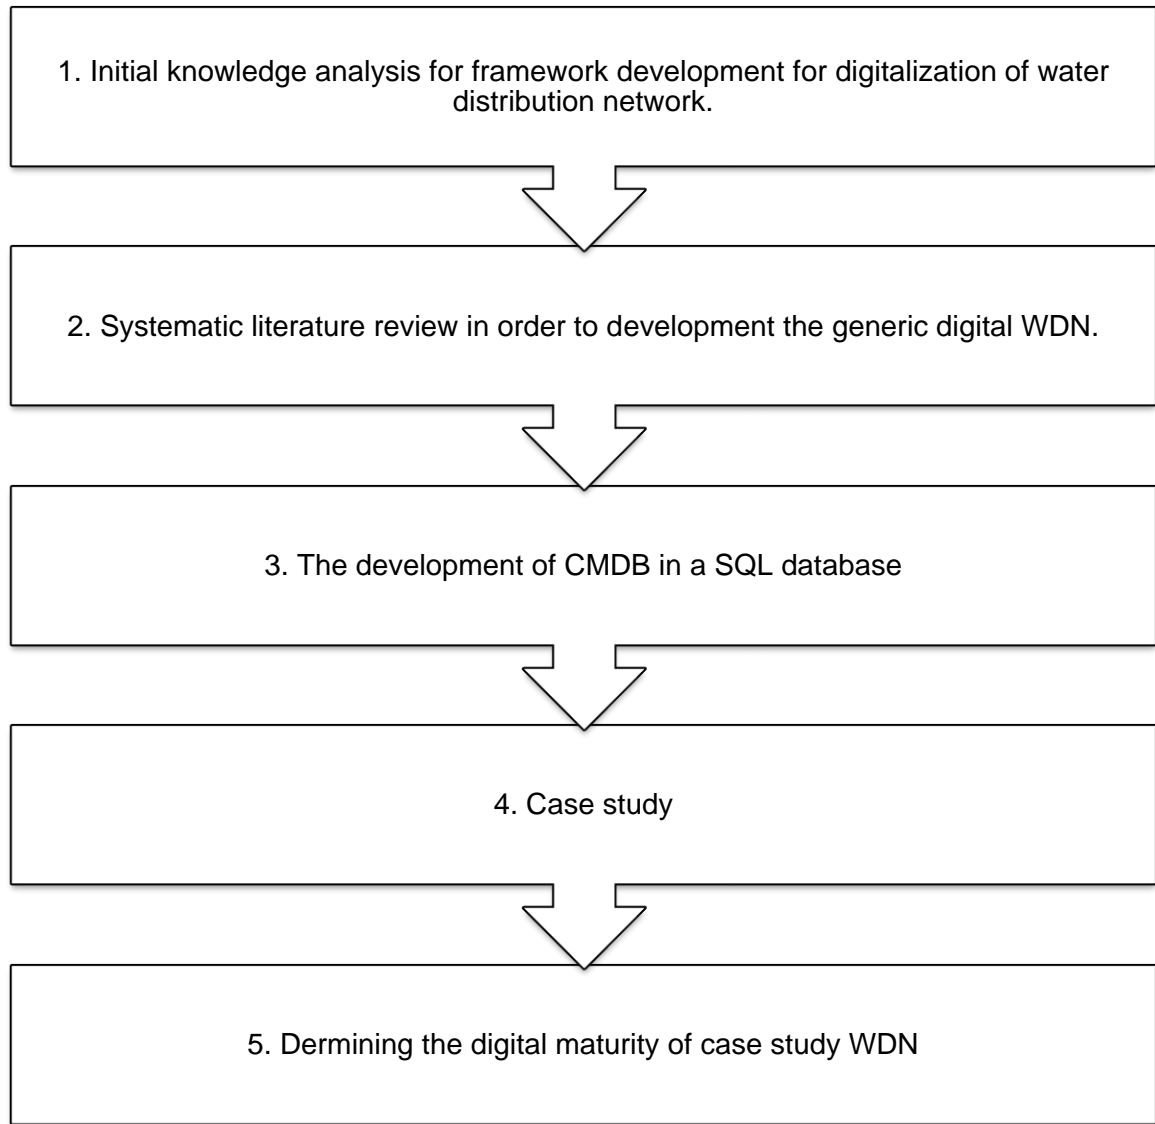 1. Initial knowledge analysis for framework development for digitalization of water
distribution network.
2. Systematic literature review in order to development the generic digital WDN.
3. The development of CMDB in a SQL database
4. Case study
5. Dermining the digital maturity of case study WDN